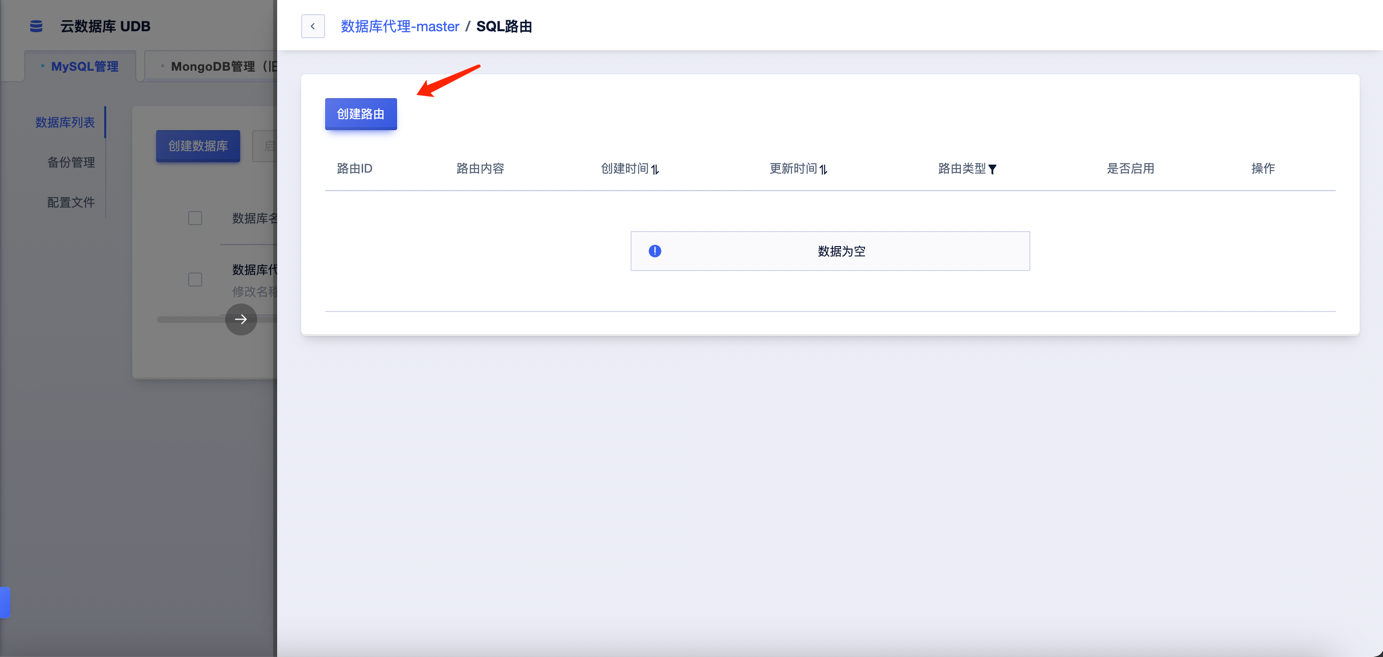 云数据库 UDB
数据库代理-master / SQL路由
MySQL管理
MongoDB管理（旧
创建路由
数据库列表
创建数据库
启
备份管理
路由ID 路由内容 创建时间 更新时间 路由类型 是否启用 操作
配置文件
数据库名
数据为空
数据库代
修改名称